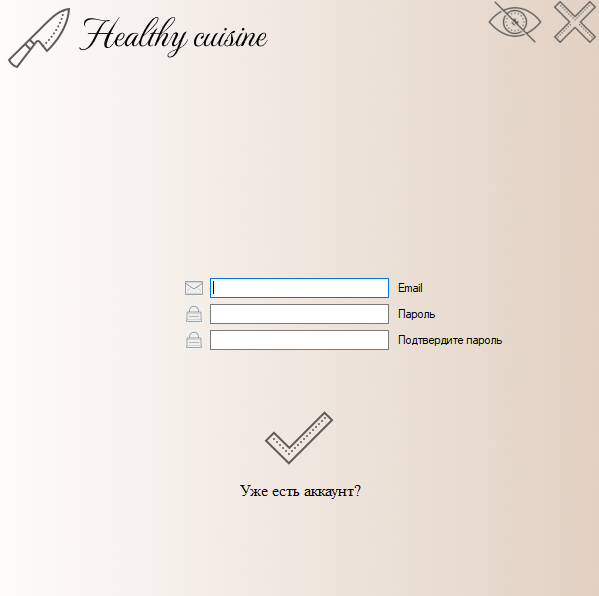 Healthy cuisine
Email
Пароль
Подтвердите пароль
Уже есть аккаунт?